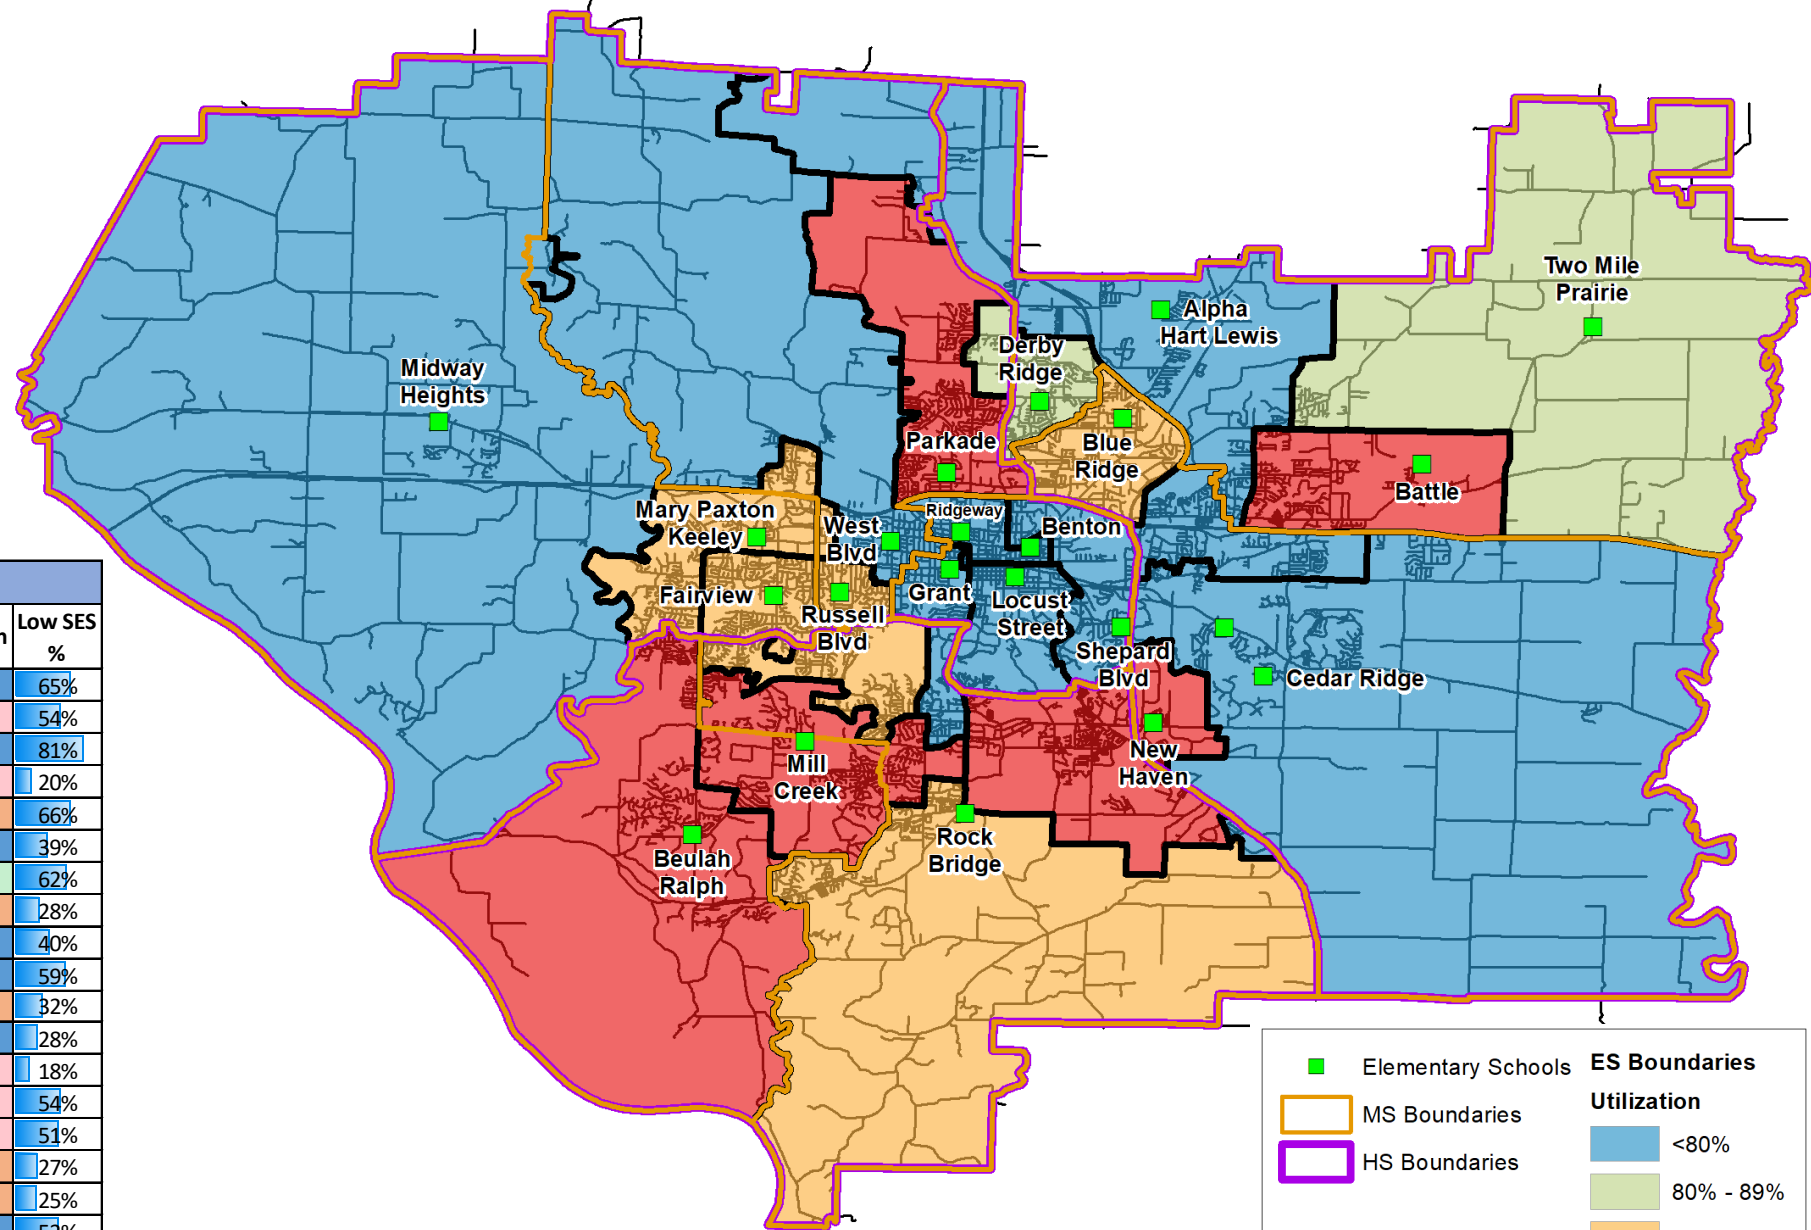 Two Mile
Prairie
Alpha
Hart Lewis
Derby
Ridge
Midway
Heights
Parkade
Blue
Ridge
Battle
Mary Paxton
Keeley
West
Blvd
Ridgeway
Benton
Fairview
Russell
Blvd
Grant
Locust
Street
Shepard
Blvd
Cedar Ridge
New
Haven
Mill
Creek
Rock
Bridge
Beulah
Ralph
Low SES
%
65%
54%
81%
20%
66%
39%
62%
28%
40%
59%
32%
28%
18%
54%
51%
27%
25%
Elementary Schools
MS Boundaries
HS Boundaries
ES Boundaries
Utilization
<80%
80% - 89%